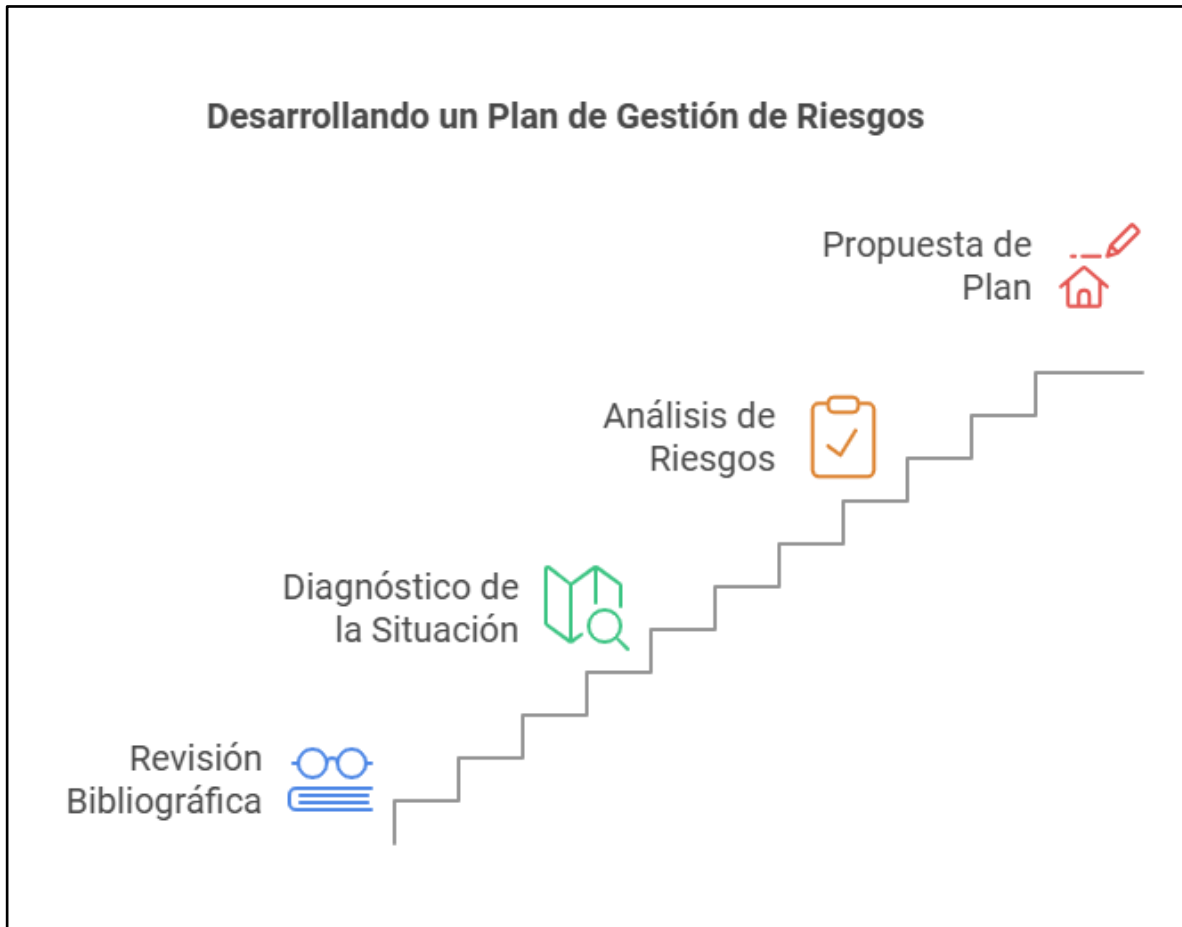 Desarrollando un Plan de Gestión de Riesgos
Propuesta de
Plan
Análisis de
Riesgos
Diagnóstico de
la Situación
Revisión
Bibliográfica